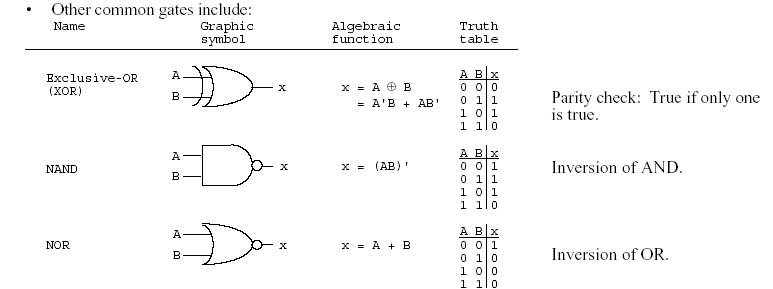 • Other common gates include:
Name Graphic symbol Algebraic function Truth table
Exclusive-OR (XOR)
A
B
x
x = A ⊕ B
= A'B + AB'
A B x
0 0 0
0 1 1
1 0 1
1 1 0
Parity check: True if only one
is true.
NAND
A
B
x
x = (AB)'
A B x
0 0 1
0 1 1
1 0 1
1 1 0
Inversion of AND.
NOR
A
B
x
x = A + B
A B x
0 0 1
0 1 0
1 0 0
1 1 0
Inversion of OR.